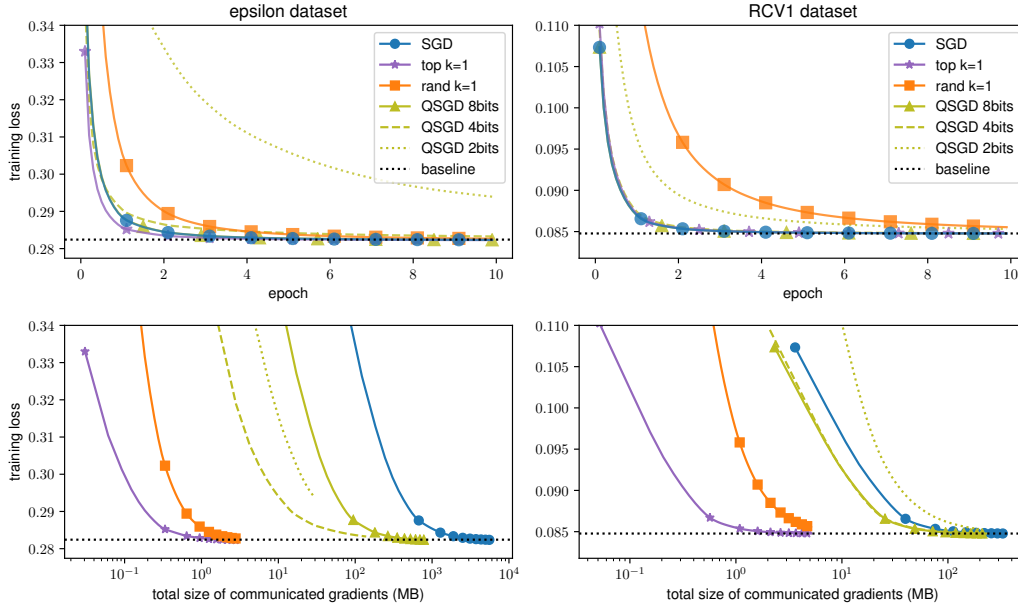 epsilon dataset
0.34
0.33
0.32
0.31
0.30
0.29
0.28
training loss
0
2
4
6
8
10
epoch
SGD
top k=1
rand k=1
QSGD 8bits
QSGD 4bits
QSGD 2bits
baseline
RCV1 dataset
0.110
0.105
0.100
0.095
0.090
0.085
0
2
4
6
8
10
epoch
SGD
top k=1
rand k=1
QSGD 8bits
QSGD 4bits
QSGD 2bits
baseline
0.34
0.33
0.32
0.31
0.30
0.29
0.28
training loss
10⁻¹
10⁰
10¹
10²
10³
10⁴
total size of communicated gradients (MB)
0.110
0.105
0.100
0.095
0.090
0.085
training loss
10⁻¹
10⁰
10¹
10²
total size of communicated gradients (MB)